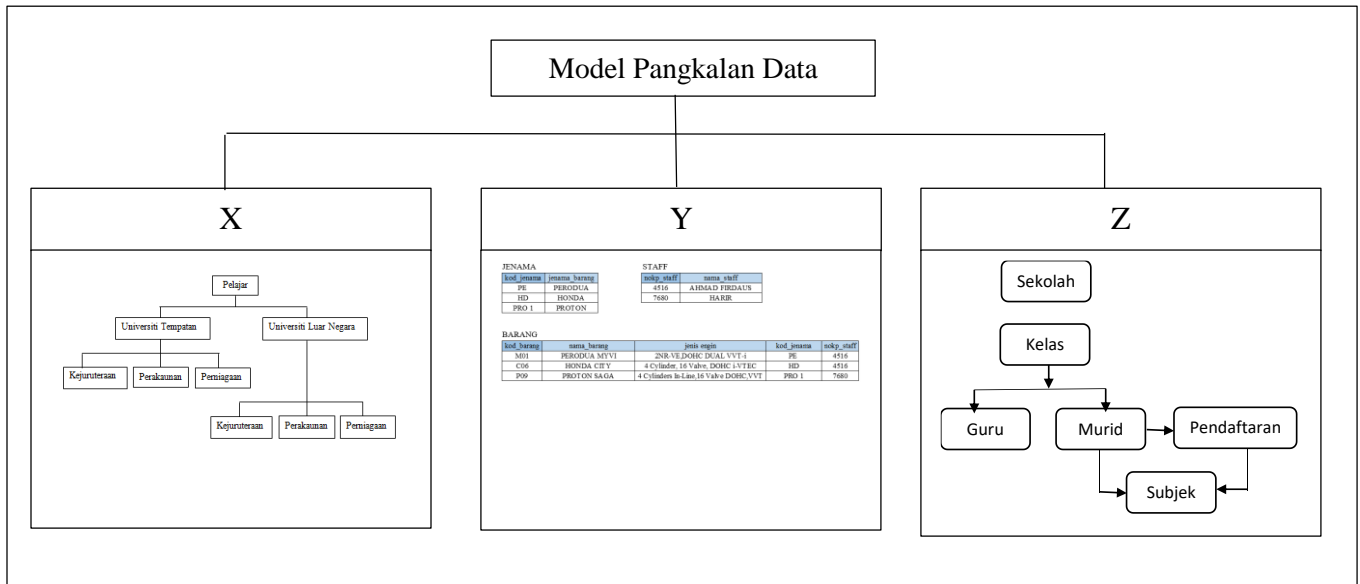 Model Pangkalan Data
X
Pelajar
Universiti Tempatan Universiti Luar Negara
Kejuruteraan Perakaunan Perniagaan
Kejuruteraan Perakaunan Perniagaan
Y
JENAMA
kod_jenama jenama_barang
PE PERODUA
HD HONDA
PRO 1 PROTON
STAFF
nokp_staff nama_staff
4516 AHMAD FIRDAUS
7680 HARIR
BARANG
kod_barang nama_barang jenis engin kod_jenama nokp_staff
M01 PERODUA MYVI 2NR-VE,DOHC DUAL VVT-i PE 4516
C06 HONDA CITY 4 Cylinder, 16 Valve, DOHC i-VTEC HD 4516
P09 PROTON SAGA 4 Cylinders In-Line,16 Valve DOHC,VVT PRO 1 7680
Z
Sekolah
Kelas
Guru Murid Pendaftaran
Subjek